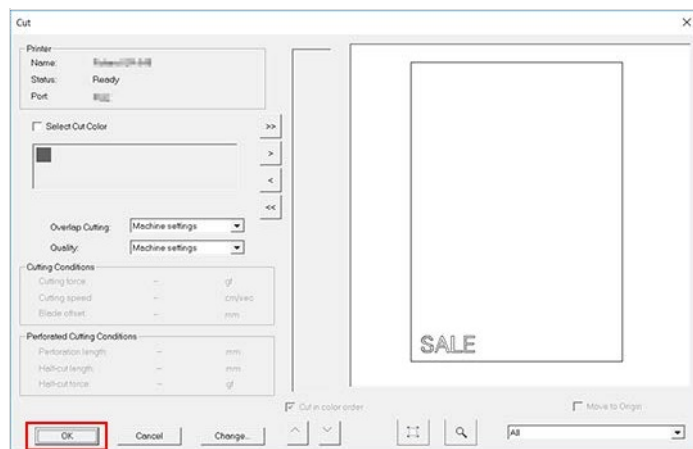 Cut
Printer
Name:
Status: Ready
Port:
Select Cut Color
>>
>
<
<<
Overlap Cutting: Machine settings
Quality: Machine settings
Cutting Conditions
Cutting force: -- gf
Cutting speed: -- cm/sec
Blade offset: -- mm
Perforated Cutting Conditions
Perforation length: -- mm
Half-cut length: -- mm
Half-cut force: -- gf
SALE
Cut in color order
Move to Origin
OK
Cancel
Change...
All